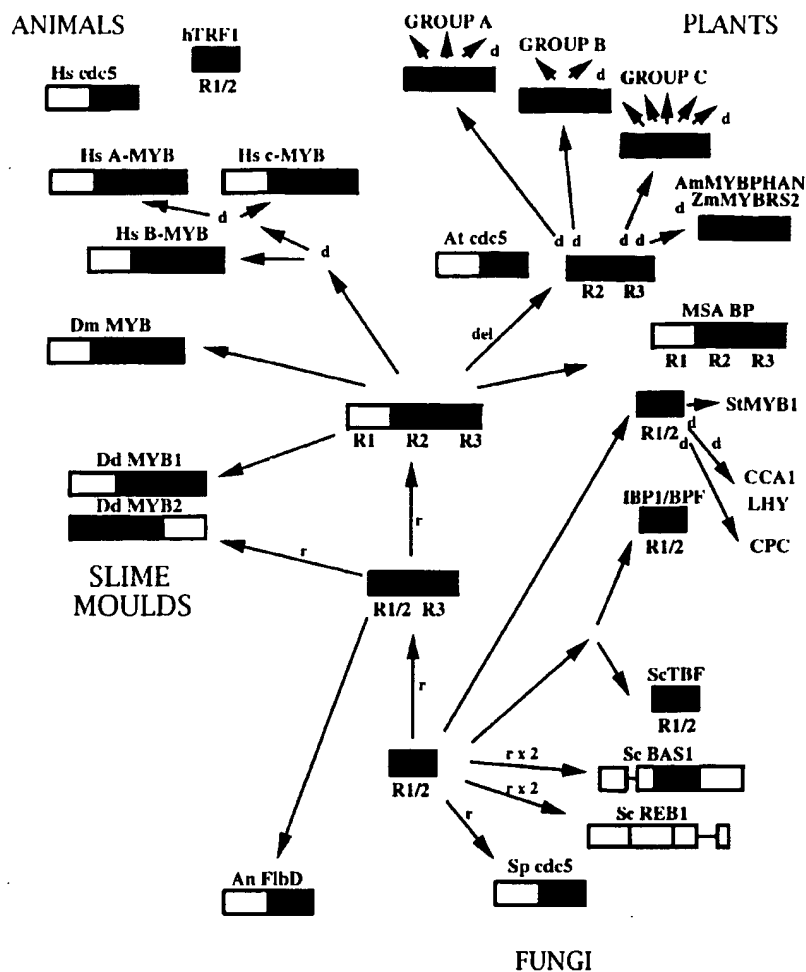 ANIMALS
PLANTS
hTRF1
R1/2
Hs cdc5
GROUP A
d
GROUP B
d
GROUP C
d
Hs A-MYB
Hs c-MYB
d
Hs B-MYB
d
AmMYBPHAN
ZmMYBRS2
d
d d d d
At cdc5
R2 R3
del
MSA BP
R1 R2 R3
Dm MYB
R1 R2 R3
StMYB1
R1/2
d
d d
CCA1
LHY
CPC
Dd MYB1
Dd MYB2
SLIME
MOULDS
r
r
IBP1/BPF
R1/2
R1/2 R3
r
ScTBF
R1/2
R1/2
r x 2
Sc BAS1
r x 2
Sc REB1
r
An FlbD
Sp cdc5
FUNGI